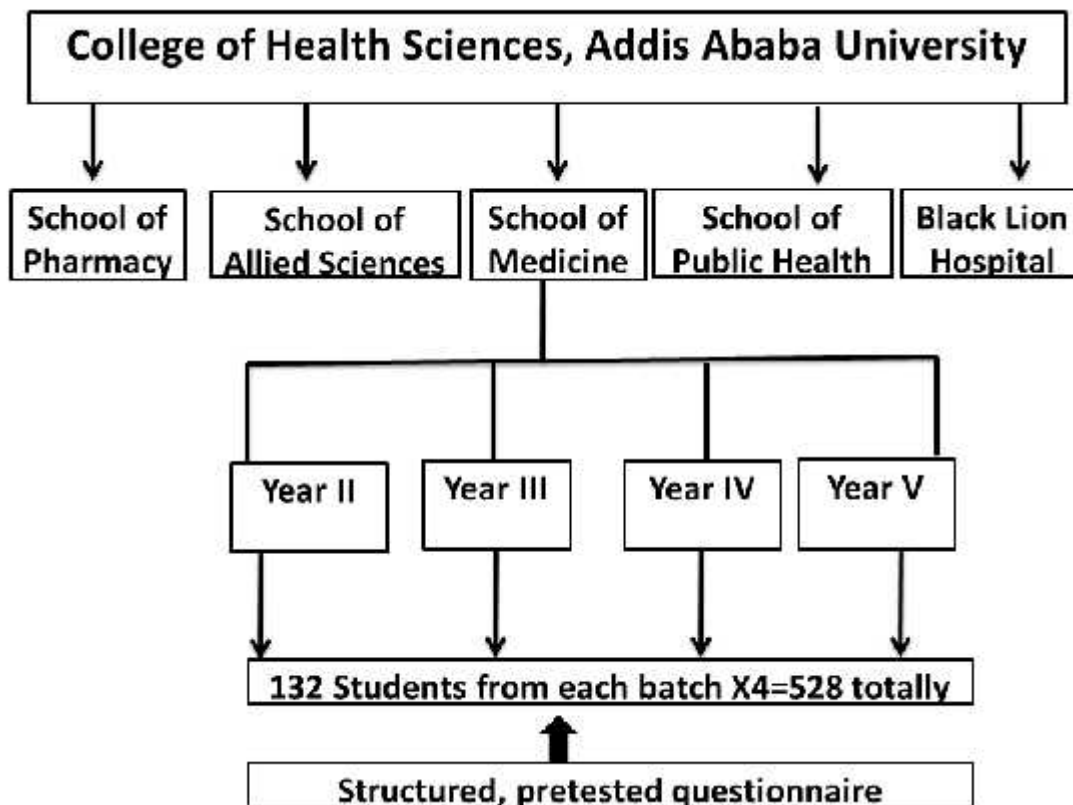 College of Health Sciences, Addis Ababa University
School of
Pharmacy
School of
Allied Sciences
School of
Medicine
School of
Public Health
Black Lion
Hospital
Year II
Year III
Year IV
Year V
132 Students from each batch X4=528 totally
Structured, pretested questionnaire